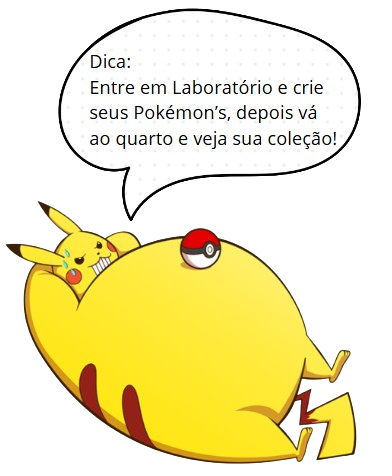 Dica:
Entre em Laboratório e crie
seus Pokémon’s, depois vá
ao quarto e veja sua coleção!